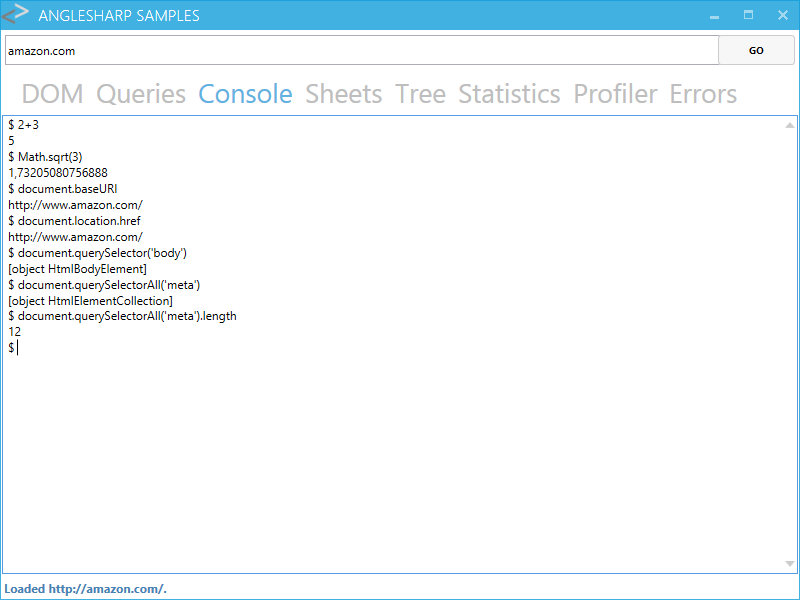 ANGLESHARP SAMPLES
amazon.com
GO
DOM Queries Console Sheets Tree Statistics Profiler Errors
$ 2+3
5
$ Math.sqrt(3)
1,73205080756888
$ document.baseURI
http://www.amazon.com/
$ document.location.href
http://www.amazon.com/
$ document.querySelector('body')
[object HtmlBodyElement]
$ document.querySelectorAll('meta')
[object HtmlElementCollection]
$ document.querySelectorAll('meta').length
12
$
Loaded http://amazon.com/.